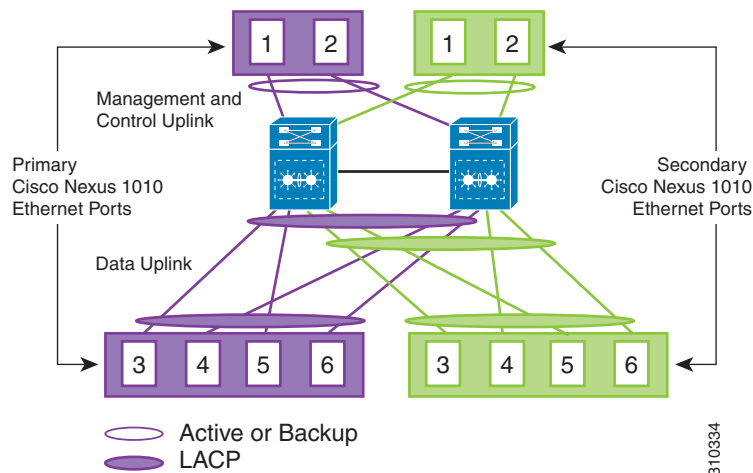 1 2 1 2
Management and
Control Uplink
Primary
Cisco Nexus 1010
Ethernet Ports
Secondary
Cisco Nexus 1010
Ethernet Ports
Data Uplink
3 4 5 6 3 4 5 6
Active or Backup
LACP